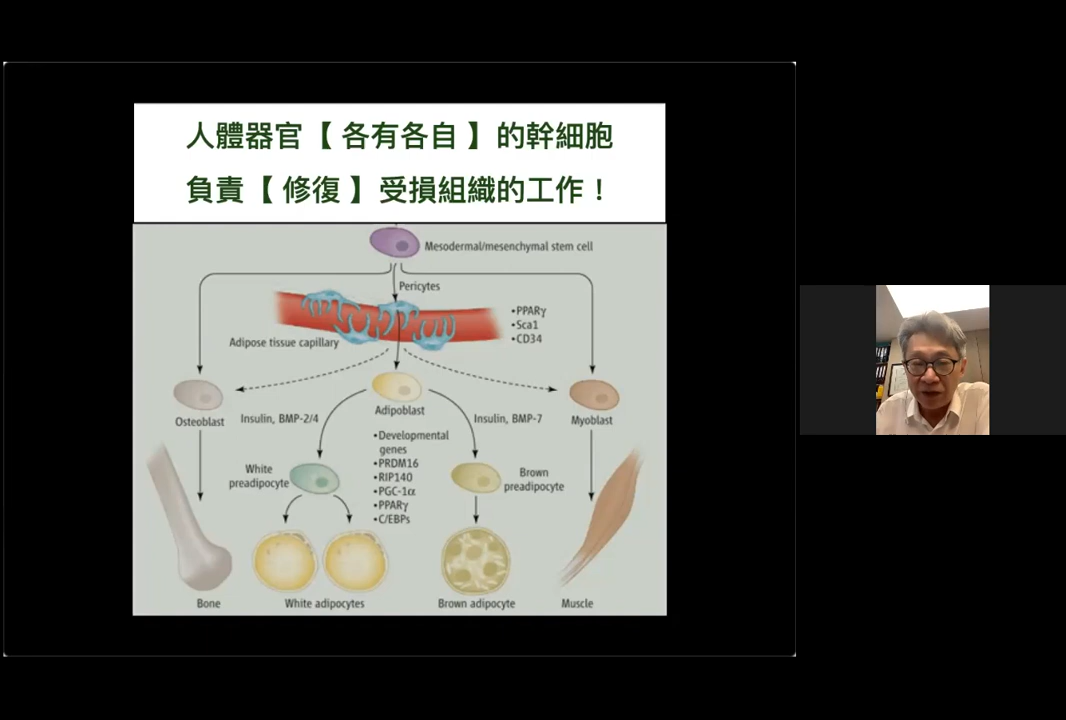 人體器官【 各有各自 】的幹細胞
負責【 修復 】受損組織的工作！
Mesodermal/mesenchymal stem cell
Pericytes
•PPARγ
•Sca1
•CD34
Adipose tissue capillary
Osteoblast
Insulin, BMP-2/4
Adipoblast
Insulin, BMP-7
Myoblast
•Developmental
genes
•PRDM16
•RIP140
•PGC-1α
•PPARγ
•C/EBPs
White
preadipocyte
Brown
preadipocyte
Bone
White adipocytes
Brown adipocyte
Muscle